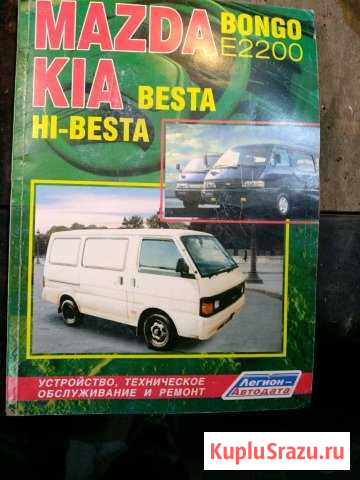 MAZDA BONGO
E2200
KIA BESTA
HI-BESTA
УСТРОЙСТВО, ТЕХНИЧЕСКОЕ
ОБСЛУЖИВАНИЕ И РЕМОНТ
Легион-
Автодата
KupluSrazu.ru